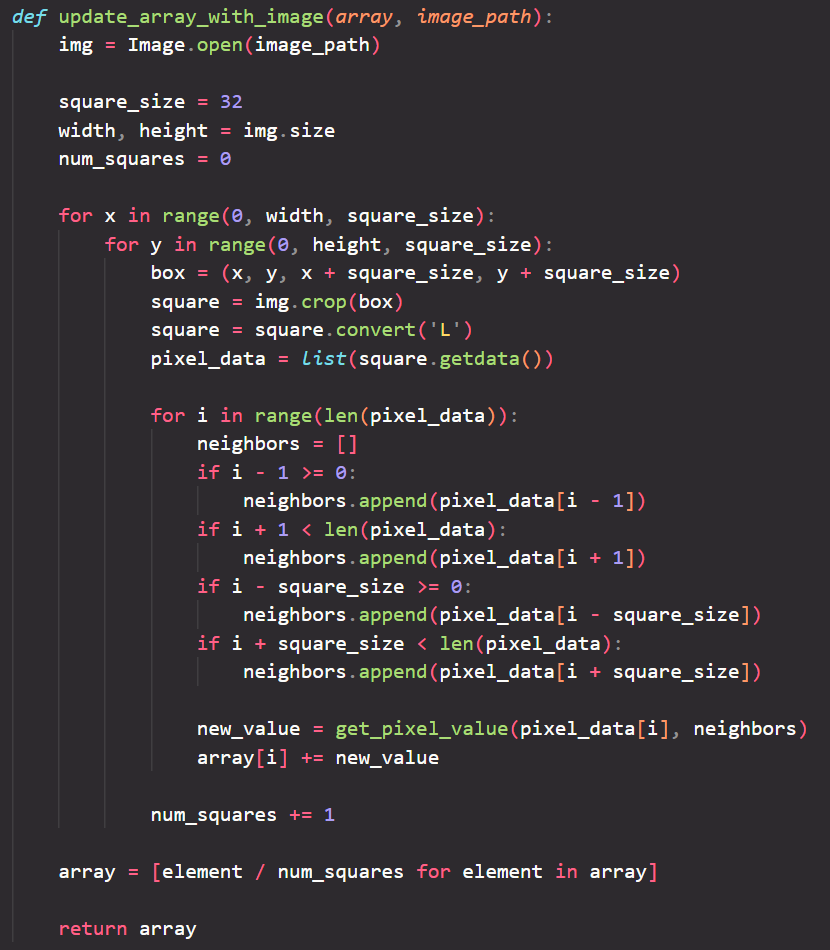 def update_array_with_image(array, image_path):
    img = Image.open(image_path)

    square_size = 32
    width, height = img.size
    num_squares = 0

    for x in range(0, width, square_size):
        for y in range(0, height, square_size):
            box = (x, y, x + square_size, y + square_size)
            square = img.crop(box)
            square = square.convert('L')
            pixel_data = list(square.getdata())

            for i in range(len(pixel_data)):
                neighbors = []
                if i - 1 >= 0:
                    neighbors.append(pixel_data[i - 1])
                if i + 1 < len(pixel_data):
                    neighbors.append(pixel_data[i + 1])
                if i - square_size >= 0:
                    neighbors.append(pixel_data[i - square_size])
                if i + square_size < len(pixel_data):
                    neighbors.append(pixel_data[i + square_size])

                new_value = get_pixel_value(pixel_data[i], neighbors)
                array[i] += new_value

            num_squares += 1

    array = [element / num_squares for element in array]

    return array